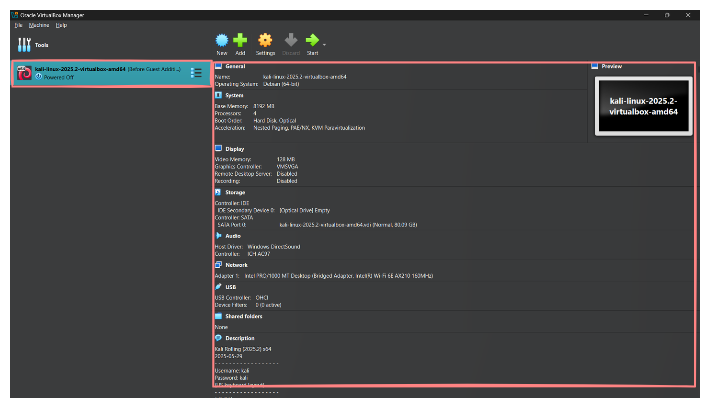 Oracle VirtualBox Manager
File Machine Help
Tools
New Add Settings Discard Start
kali-linux-2025.2-virtualbox-amd64 (Before Guest Additi...)
Powered Off
General
Name: kali-linux-2025.2-virtualbox-amd64
Operating System: Debian (64-bit)
Preview
kali-linux-2025.2-
virtualbox-amd64
System
Base Memory: 8192 MB
Processors: 4
Boot Order: Hard Disk, Optical
Acceleration: Nested Paging, PAE/NX, KVM Paravirtualization
Display
Video Memory: 128 MB
Graphics Controller: VMSVGA
Remote Desktop Server: Disabled
Recording: Disabled
Storage
Controller: IDE
IDE Secondary Device 0: [Optical Drive] Empty
Controller: SATA
SATA Port 0: kali-linux-2025.2-virtualbox-amd64.vdi (Normal, 80.09 GB)
Audio
Host Driver: Windows DirectSound
Controller: ICH AC97
Network
Adapter 1: Intel PRO/1000 MT Desktop (Bridged Adapter, Intel(R) Wi-Fi 6E AX210 160MHz)
USB
USB Controller: OHCI
Device Filters: 0 (0 active)
Shared folders
None
Description
Kali Rolling (2025.2) x64
2025-05-29
- - - - - - - - - - - - - - - - - -
Username: kali
Password: kali
- - - - - - - - - - - - - - - - - -